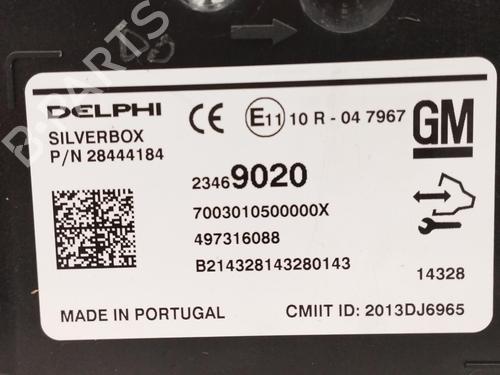 DELPHI
CE E11 10 R - 04 7967
GM
SILVERBOX
P/N 28444184
23469020
7003010500000X
497316088
B214328143280143
14328
MADE IN PORTUGAL
CMIIT ID: 2013DJ6965
B-PARTS